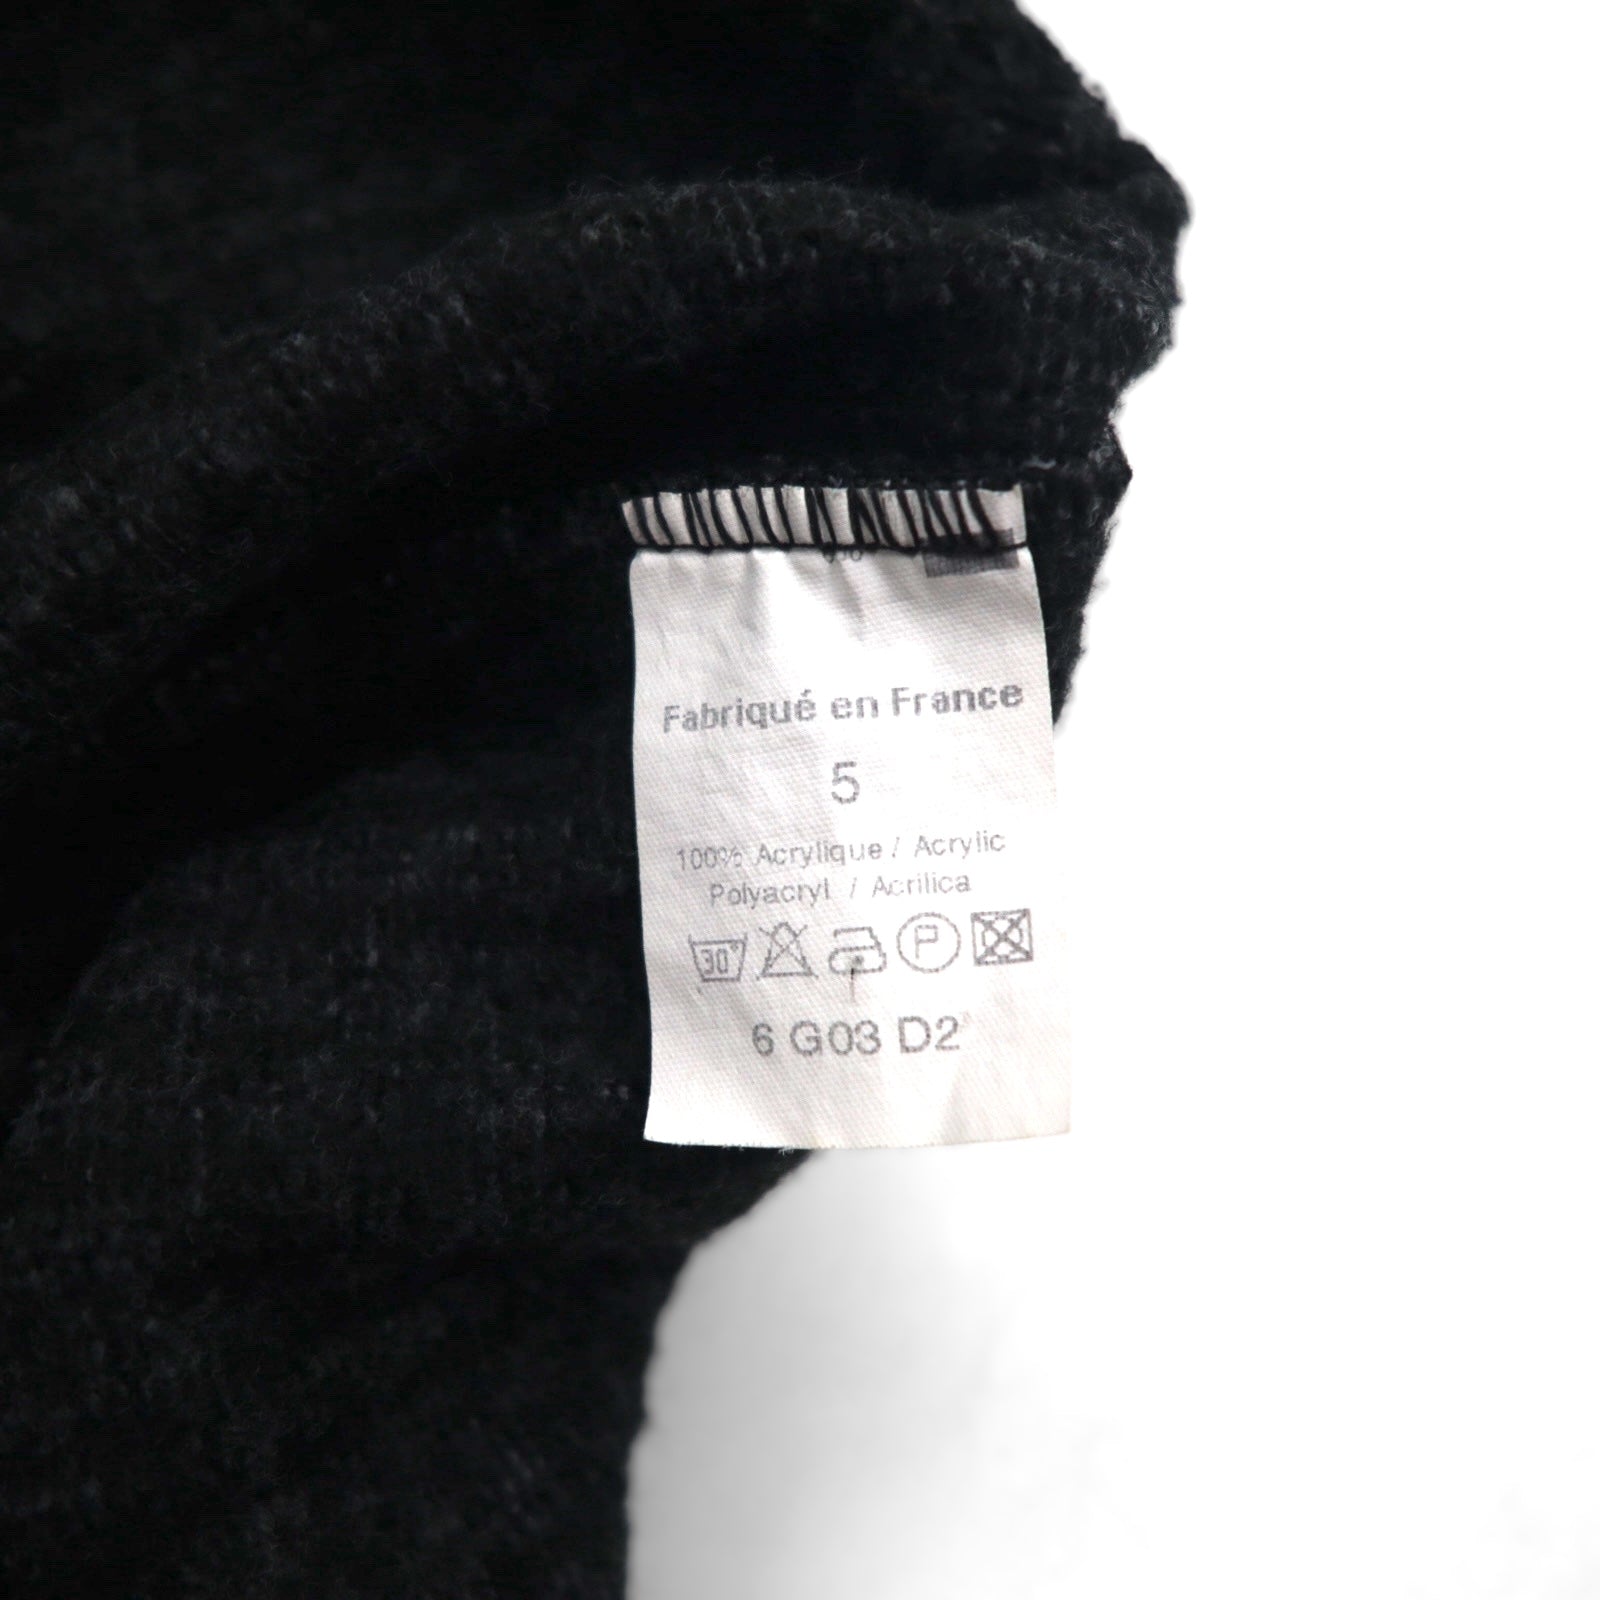 Fabriqué en France
5
100% Acrylique / Acrylic
Polyacryl / Acrilica
30° P
6 G03 D2